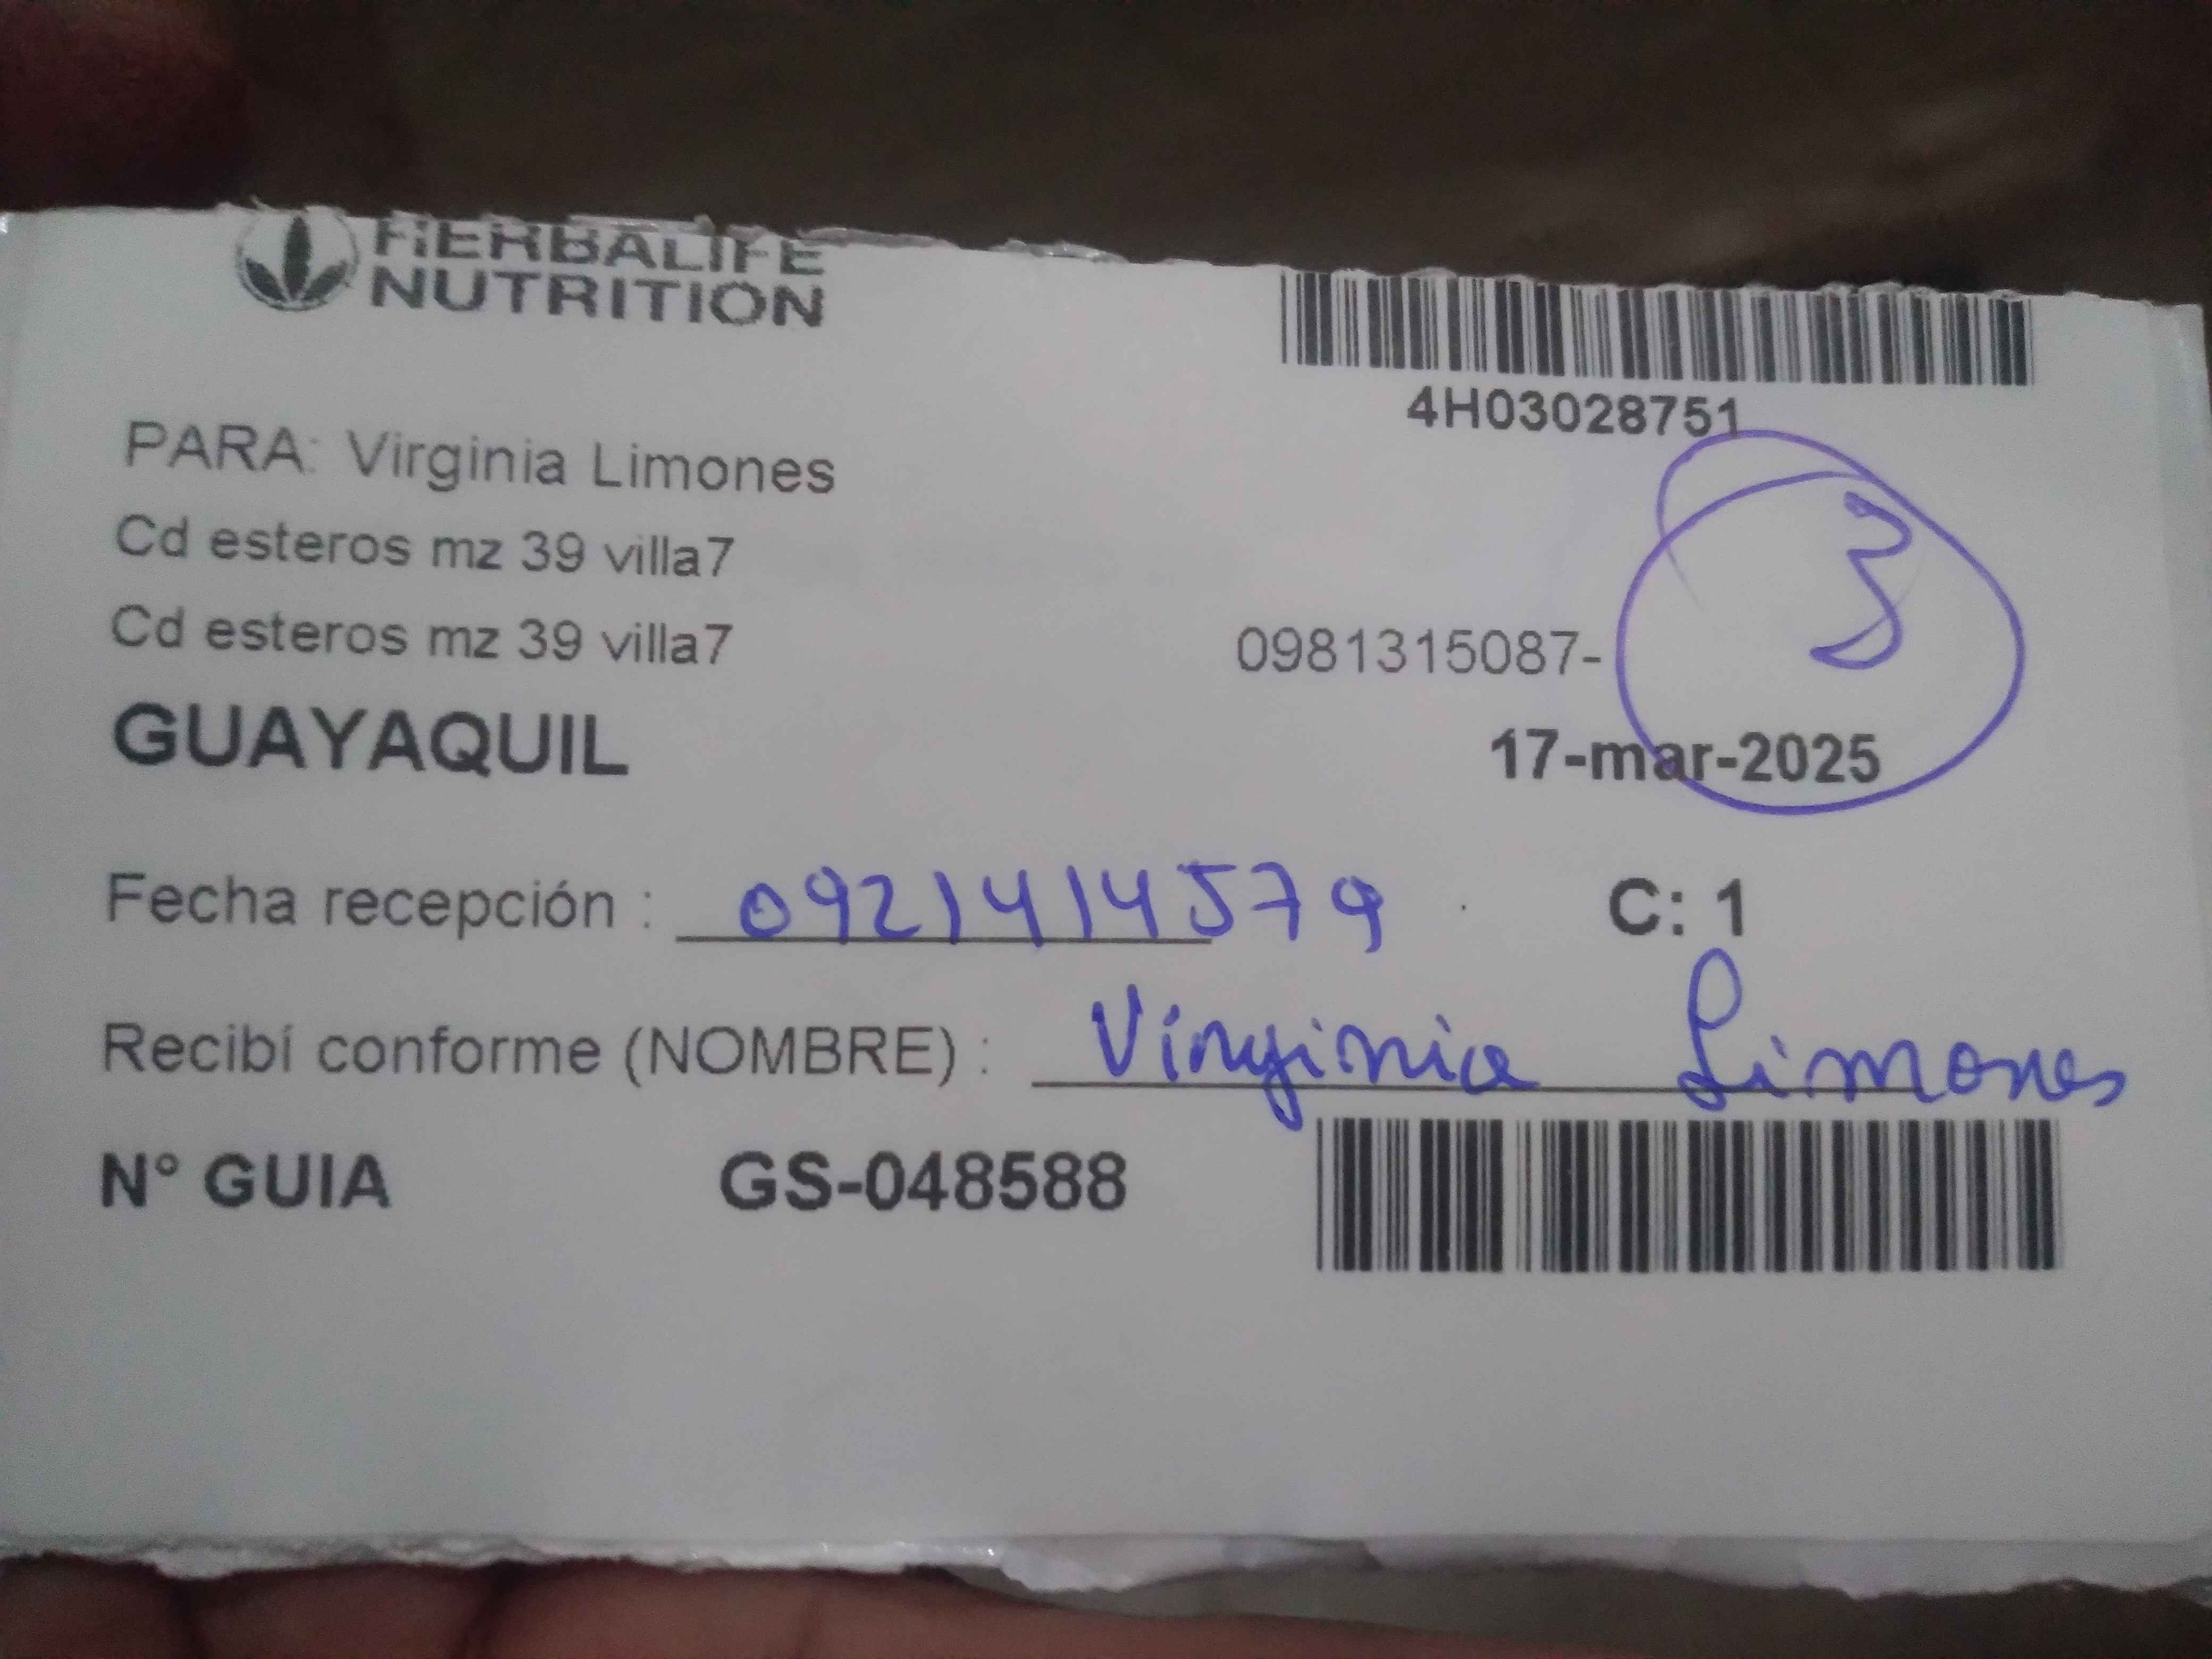 HERBALIFE
NUTRITION
4H03028751
PARA: Virginia Limones
3
Cd esteros mz 39 villa7
Cd esteros mz 39 villa7
0981315087-
GUAYAQUIL
17-mar-2025
Fecha recepción : 0921414579
C: 1
Recibí conforme (NOMBRE) : Virginia Limones
N° GUIA GS-048588